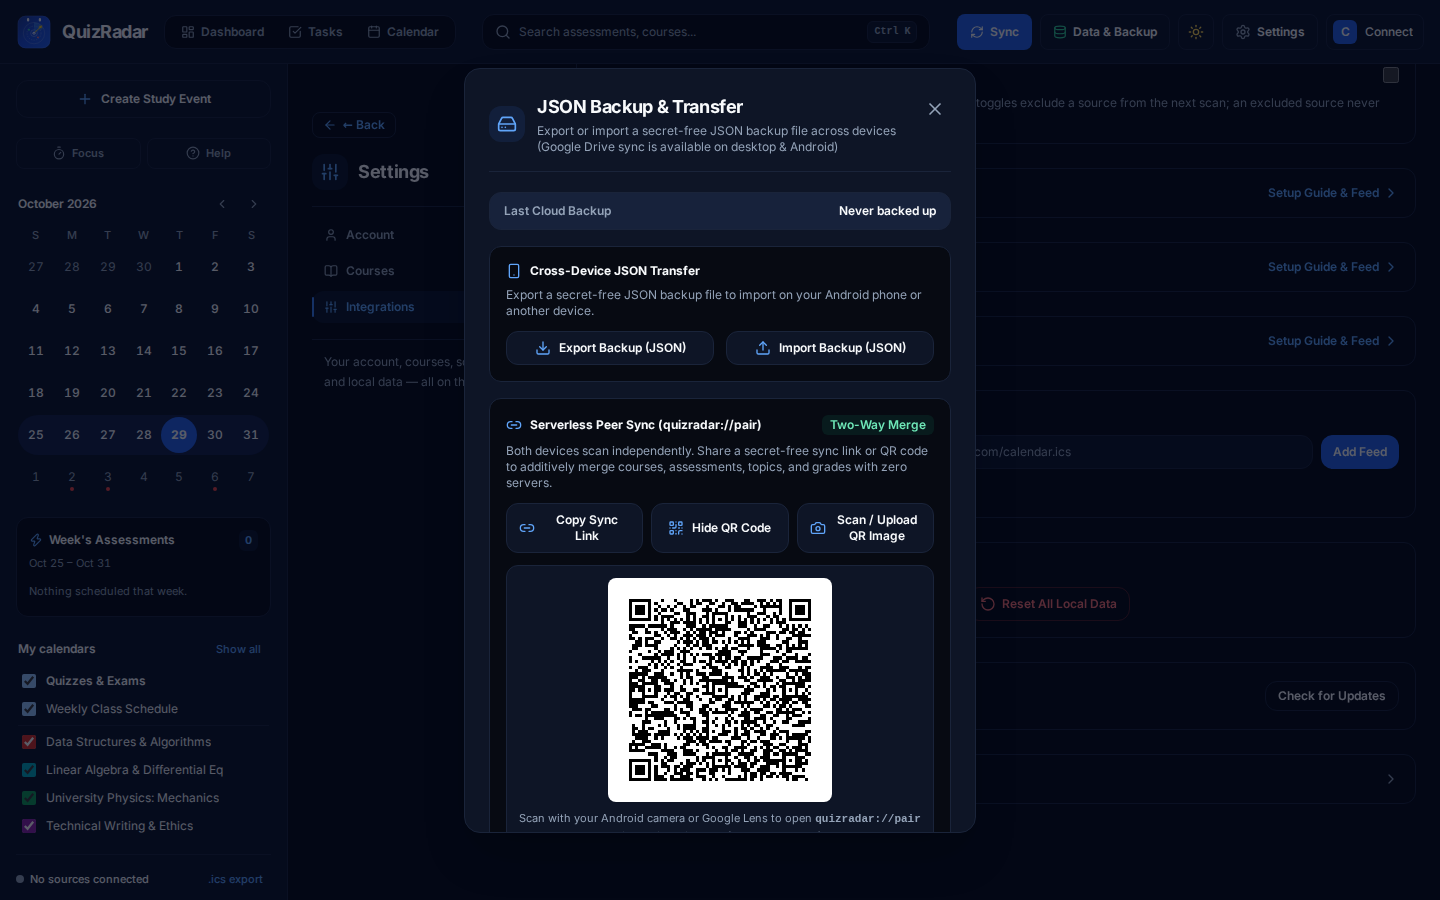 QuizRadar
Dashboard
Tasks
Calendar
Search assessments, courses...
Ctrl K
Sync
Data & Backup
Settings
C
Connect
Create Study Event
Focus
Help
October 2026
S M T W T F S
27 28 29 30 1 2 3
4 5 6 7 8 9 10
11 12 13 14 15 16 17
18 19 20 21 22 23 24
25 26 27 28 29 30 31
1 2 3 4 5 6 7
Week's Assessments
0
Oct 25 – Oct 31
Nothing scheduled that week.
My calendars
Show all
Quizzes & Exams
Weekly Class Schedule
Data Structures & Algorithms
Linear Algebra & Differential Eq
University Physics: Mechanics
Technical Writing & Ethics
No sources connected
.ics export
← Back
Settings
Account
Courses
Integrations
Your account, courses, sc
and local data — all on th
JSON Backup & Transfer
Export or import a secret-free JSON backup file across devices
(Google Drive sync is available on desktop & Android)
Last Cloud Backup
Never backed up
Cross-Device JSON Transfer
Export a secret-free JSON backup file to import on your Android phone or
another device.
Export Backup (JSON)
Import Backup (JSON)
Serverless Peer Sync (quizradar://pair)
Two-Way Merge
Both devices scan independently. Share a secret-free sync link or QR code
to additively merge courses, assessments, topics, and grades with zero
servers.
Copy Sync
Link
Hide QR Code
Scan / Upload
QR Image
Scan with your Android camera or Google Lens to open quizradar://pair
toggles exclude a source from the next scan; an excluded source never
Setup Guide & Feed
Setup Guide & Feed
Setup Guide & Feed
com/calendar.ics
Add Feed
Reset All Local Data
Check for Updates